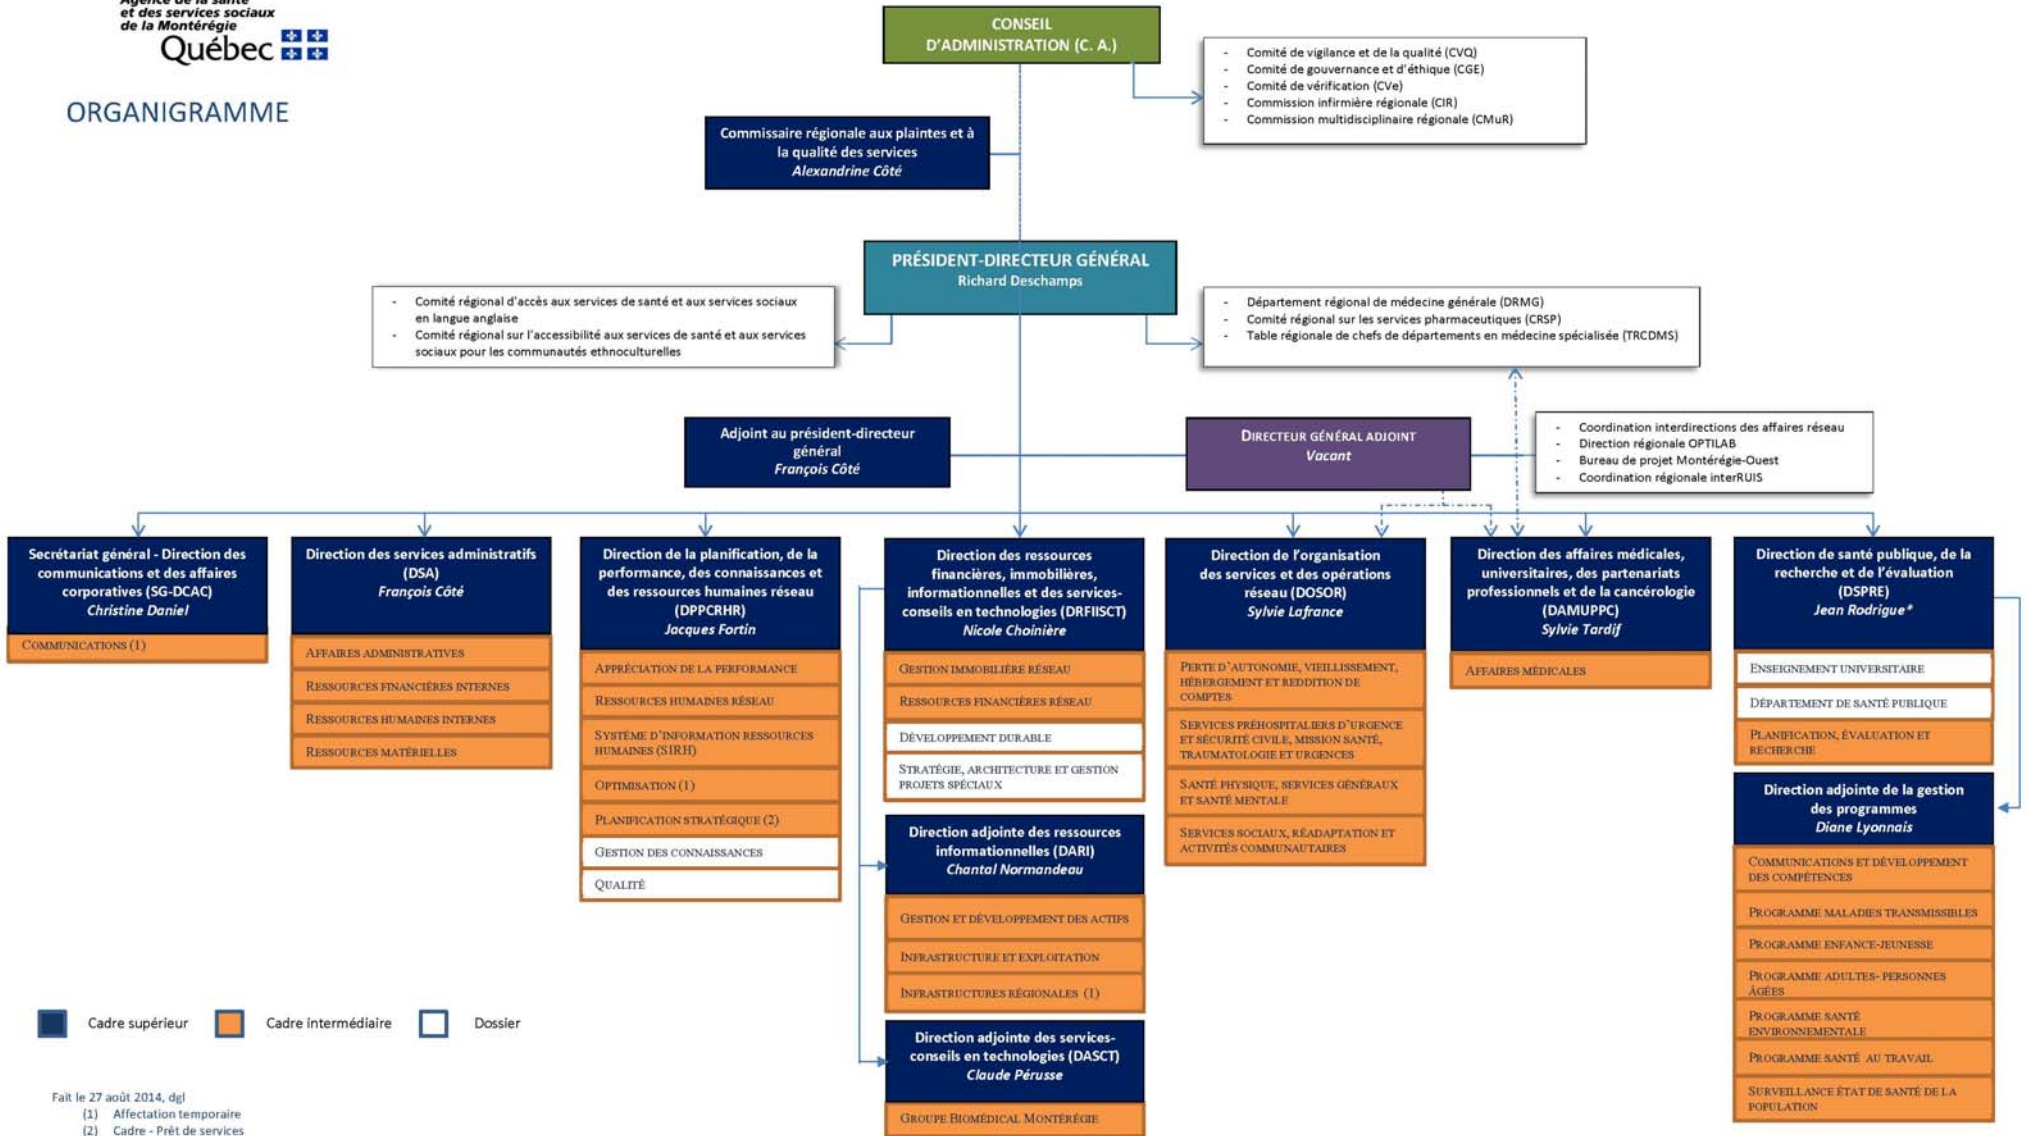 Agence de la santé
et des services sociaux
de la Montérégie
Québec
ORGANIGRAMME
CONSEIL
D'ADMINISTRATION (C. A.)
- Comité de vigilance et de la qualité (CVQ)
- Comité de gouvernance et d'éthique (CGE)
- Comité de vérification (CVe)
- Commission infirmière régionale (CIR)
- Commission multidisciplinaire régionale (CMuR)
Commissaire régionale aux plaintes et à
la qualité des services
Alexandrine Côté
PRÉSIDENT-DIRECTEUR GÉNÉRAL
Richard Deschamps
- Comité régional d'accès aux services de santé et aux services sociaux
en langue anglaise
- Comité régional sur l'accessibilité aux services de santé et aux services
sociaux pour les communautés ethnoculturelles
- Département régional de médecine générale (DRMG)
- Comité régional sur les services pharmaceutiques (CRSP)
- Table régionale de chefs de départements en médecine spécialisée (TRCDMS)
Adjoint au président-directeur
général
François Côté
DIRECTEUR GÉNÉRAL ADJOINT
Vacant
- Coordination interdirections des affaires réseau
- Direction régionale OPTILAB
- Bureau de projet Montérégie-Ouest
- Coordination régionale interRUIS
Secrétariat général - Direction des
communications et des affaires
corporatives (SG-DCAC)
Christine Daniel
COMMUNICATIONS (1)
Direction des services administratifs
(DSA)
François Côté
AFFAIRES ADMINISTRATIVES
RESSOURCES FINANCIÈRES INTERNES
RESSOURCES HUMAINES INTERNES
RESSOURCES MATÉRIELLES
Direction de la planification, de la
performance, des connaissances et
des ressources humaines réseau
(DPPCRHR)
Jacques Fortin
APPRÉCIATION DE LA PERFORMANCE
RESSOURCES HUMAINES RÉSEAU
SYSTÈME D'INFORMATION RESSOURCES
HUMAINES (SIRH)
OPTIMISATION (1)
PLANIFICATION STRATÉGIQUE (2)
GESTION DES CONNAISSANCES
QUALITÉ
Direction des ressources
financières, immobilières,
informationnelles et des services-
conseils en technologies (DRFIISCT)
Nicole Choinière
GESTION IMMOBILIÈRE RÉSEAU
RESSOURCES FINANCIÈRES RÉSEAU
DÉVELOPPEMENT DURABLE
STRATÉGIE, ARCHITECTURE ET GESTION
PROJETS SPÉCIAUX
Direction adjointe des ressources
informationnelles (DARI)
Chantal Normandeau
GESTION ET DÉVELOPPEMENT DES ACTIFS
INFRASTRUCTURE ET EXPLOITATION
INFRASTRUCTURES RÉGIONALES (1)
Direction adjointe des services-
conseils en technologies (DASCT)
Claude Pérusse
GROUPE BIOMÉDICAL MONTÉRÉGIE
Direction de l'organisation
des services et des opérations
réseau (DOSOR)
Sylvie Lafrance
PERTE D'AUTONOMIE, VIEILLISSEMENT,
HÉBERGEMENT ET REDDITION DE
COMPTES
SERVICES PRÉHOSPITALIERS D'URGENCE
ET SÉCURITÉ CIVILE, MISSION SANTÉ,
TRAUMATOLOGIE ET URGENCES
SANTÉ PHYSIQUE, SERVICES GÉNÉRAUX
ET SANTÉ MENTALE
SERVICES SOCIAUX, RÉADAPTATION ET
ACTIVITÉS COMMUNAUTAIRES
Direction des affaires médicales,
universitaires, des partenariats
professionnels et de la cancérologie
(DAMUPPC)
Sylvie Tardif
AFFAIRES MÉDICALES
Direction de santé publique, de la
recherche et de l'évaluation
(DSPRE)
Jean Rodrigue*
ENSEIGNEMENT UNIVERSITAIRE
DÉPARTEMENT DE SANTÉ PUBLIQUE
PLANIFICATION, ÉVALUATION ET
RECHERCHE
Direction adjointe de la gestion
des programmes
Diane Lyonnais
COMMUNICATIONS ET DÉVELOPPEMENT
DES COMPÉTENCES
PROGRAMME MALADIES TRANSMISSIBLES
PROGRAMME ENFANCE-JEUNESSE
PROGRAMME ADULTES- PERSONNES
ÂGÉES
PROGRAMME SANTÉ
ENVIRONNEMENTALE
PROGRAMME SANTÉ AU TRAVAIL
SURVEILLANCE ÉTAT DE SANTÉ DE LA
POPULATION
Cadre supérieur Cadre intermédiaire Dossier
Fait le 27 août 2014, dgl
(1) Affectation temporaire
(2) Cadre - Prêt de services